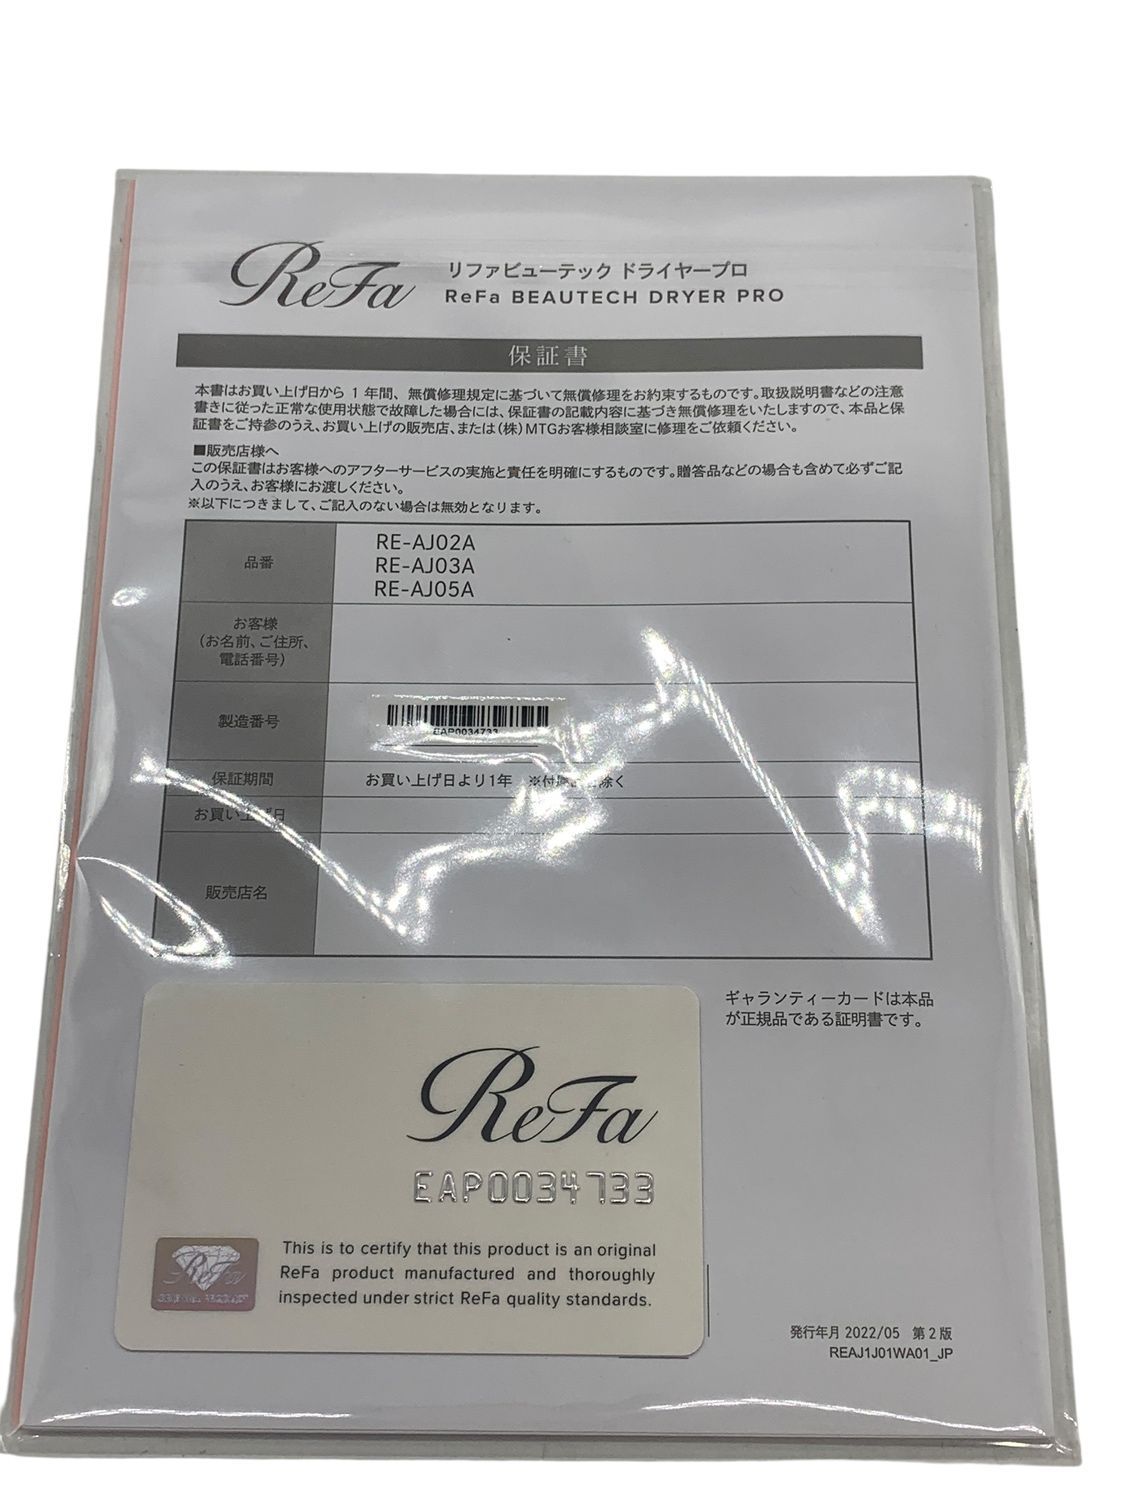 ReFa
リファビューテック ドライヤープロ
ReFa BEAUTECH DRYER PRO
保証書
本書はお買い上げ日から 1 年間、無償修理規定に基づいて無償修理をお約束するものです。取扱説明書などの注意
書きに従った正常な使用状態で故障した場合には、保証書の記載内容に基づき無償修理をいたしますので、本品と保
証書をご持参のうえ、お買い上げの販売店、または(株)MTGお客様相談室に修理をご依頼ください。
■販売店様へ
この保証書はお客様へのアフターサービスの実施と責任を明確にするものです。贈答品などの場合も含めて必ずご記
入のうえ、お客様にお渡しください。
※以下につきまして、ご記入のない場合は無効となります。
品番
RE-AJ02A
RE-AJ03A
RE-AJ05A
お客様
(お名前、ご住所、
電話番号)
製造番号
EAP0034733
保証期間
お買い上げ日より1年 ※付属品は除く
お買い上げ日
販売店名
ギャランティーカードは本品
が正規品である証明書です。
ReFa
EAP0034733
ReFa
This is to certify that this product is an original
ReFa product manufactured and thoroughly
inspected under strict ReFa quality standards.
発行年月 2022/05 第2版
REAJ1J01WA01_JP